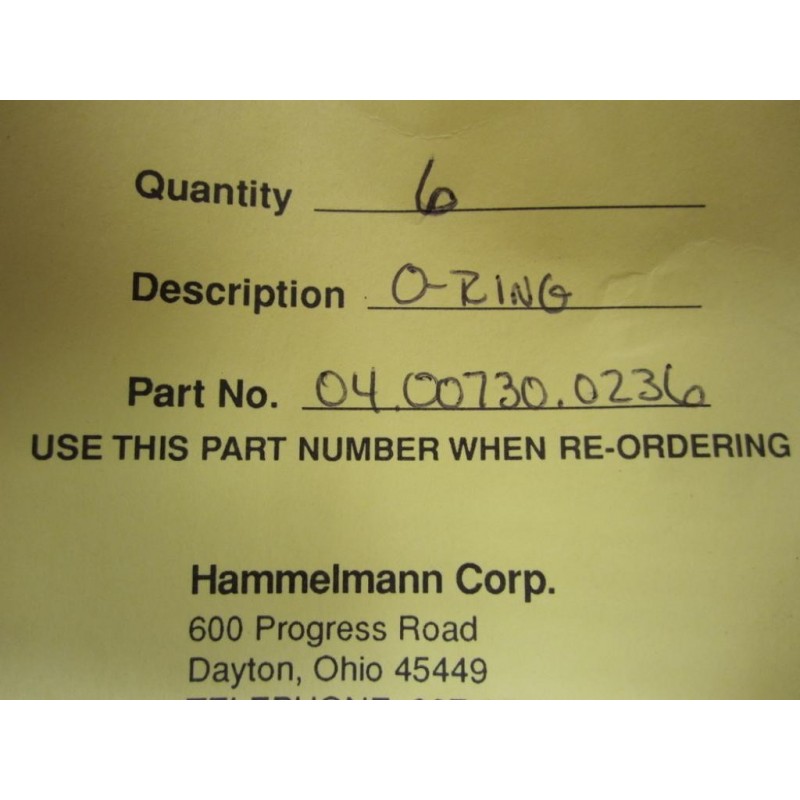 Quantity 6
Description O-RING
Part No. 04.00730.0236
USE THIS PART NUMBER WHEN RE-ORDERING
Hammelmann Corp.
600 Progress Road
Dayton, Ohio 45449
TELEPHONE